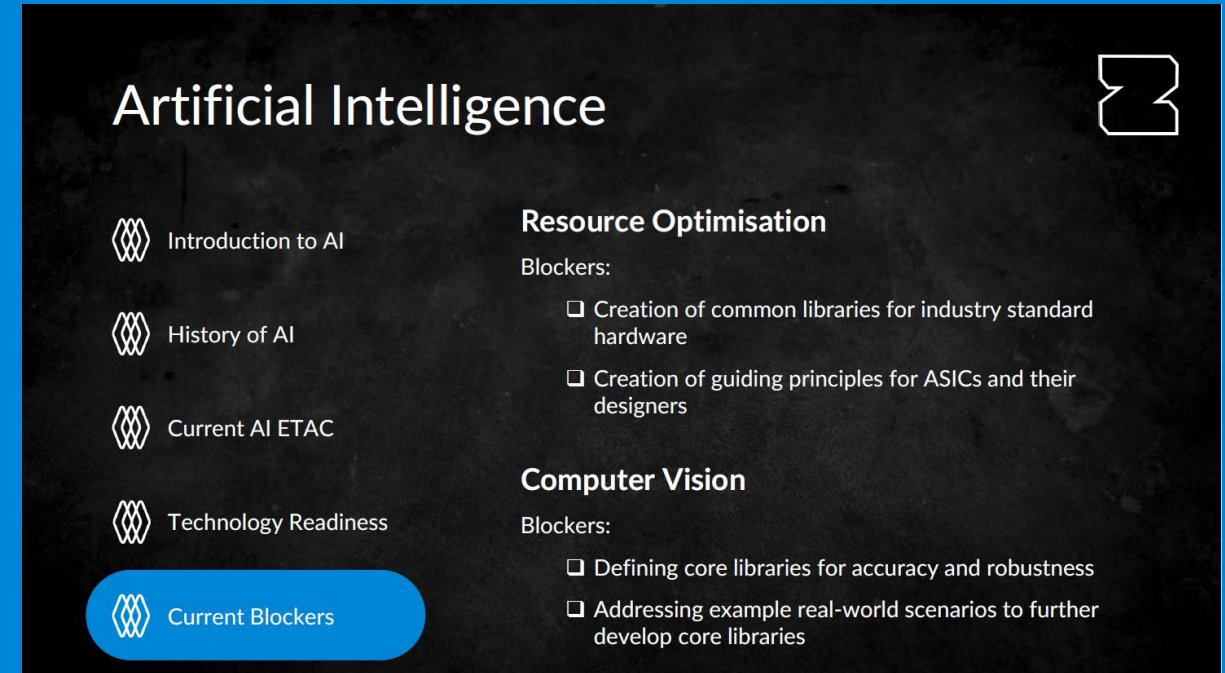 Artificial Intelligence
Introduction to AI
History of AI
Current AI ETAC
Technology Readiness
Current Blockers
Resource Optimisation
Blockers:
❑ Creation of common libraries for industry standard
hardware
❑ Creation of guiding principles for ASICs and their
designers
Computer Vision
Blockers:
❑ Defining core libraries for accuracy and robustness
❑ Addressing example real-world scenarios to further
develop core libraries